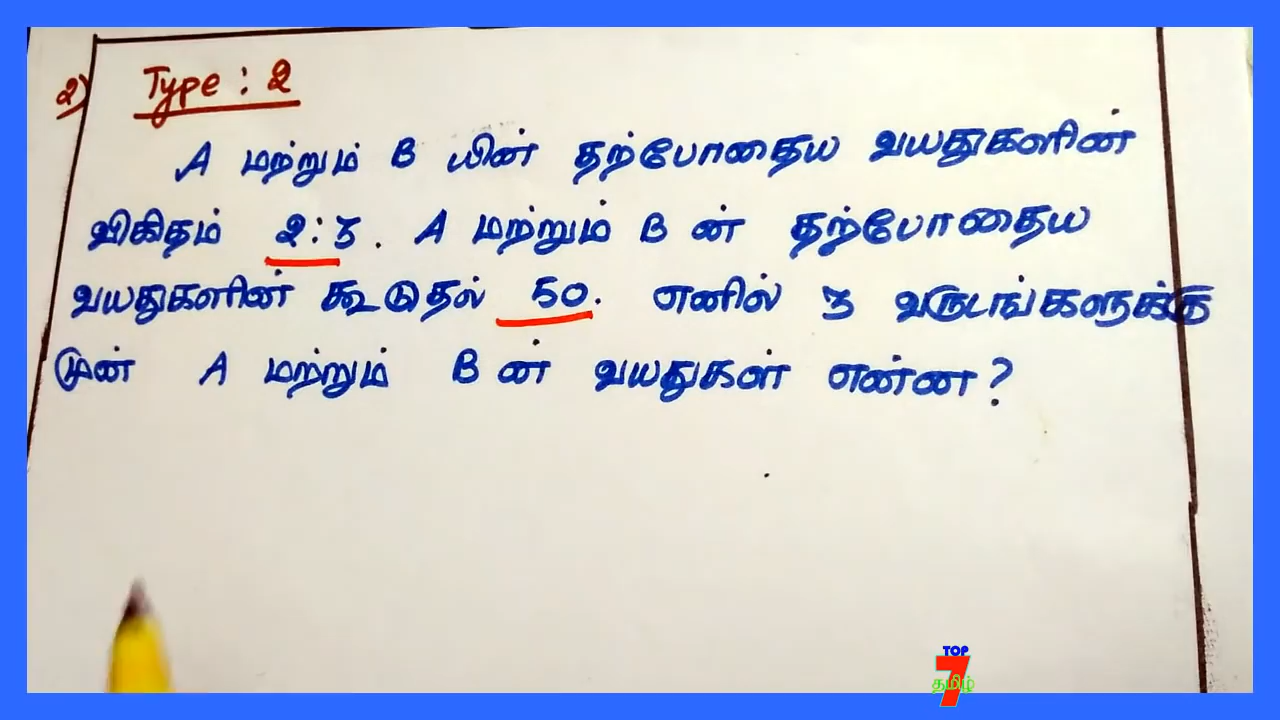 2) Type : 2
A மற்றும் B யின் தற்போதைய வயதுகளின்
விகிதம் 2:3. A மற்றும் B ன் தற்போதைய
வயதுகளின் கூடுதல் 50. எனில் 3 வருடங்களுக்கு
முன் A மற்றும் B ன் வயதுகள் என்ன?
TOP
7
தமிழ்